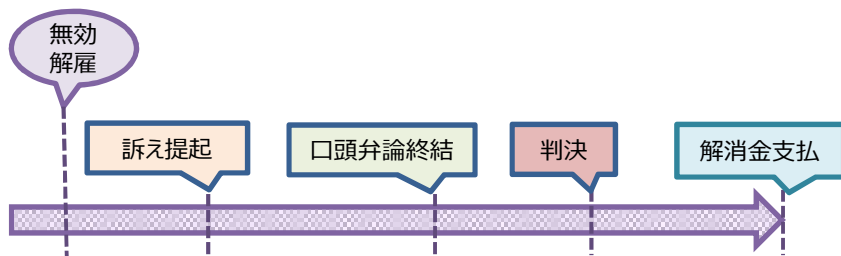 無効
解雇
訴え提起
口頭弁論終結
判決
解消金支払